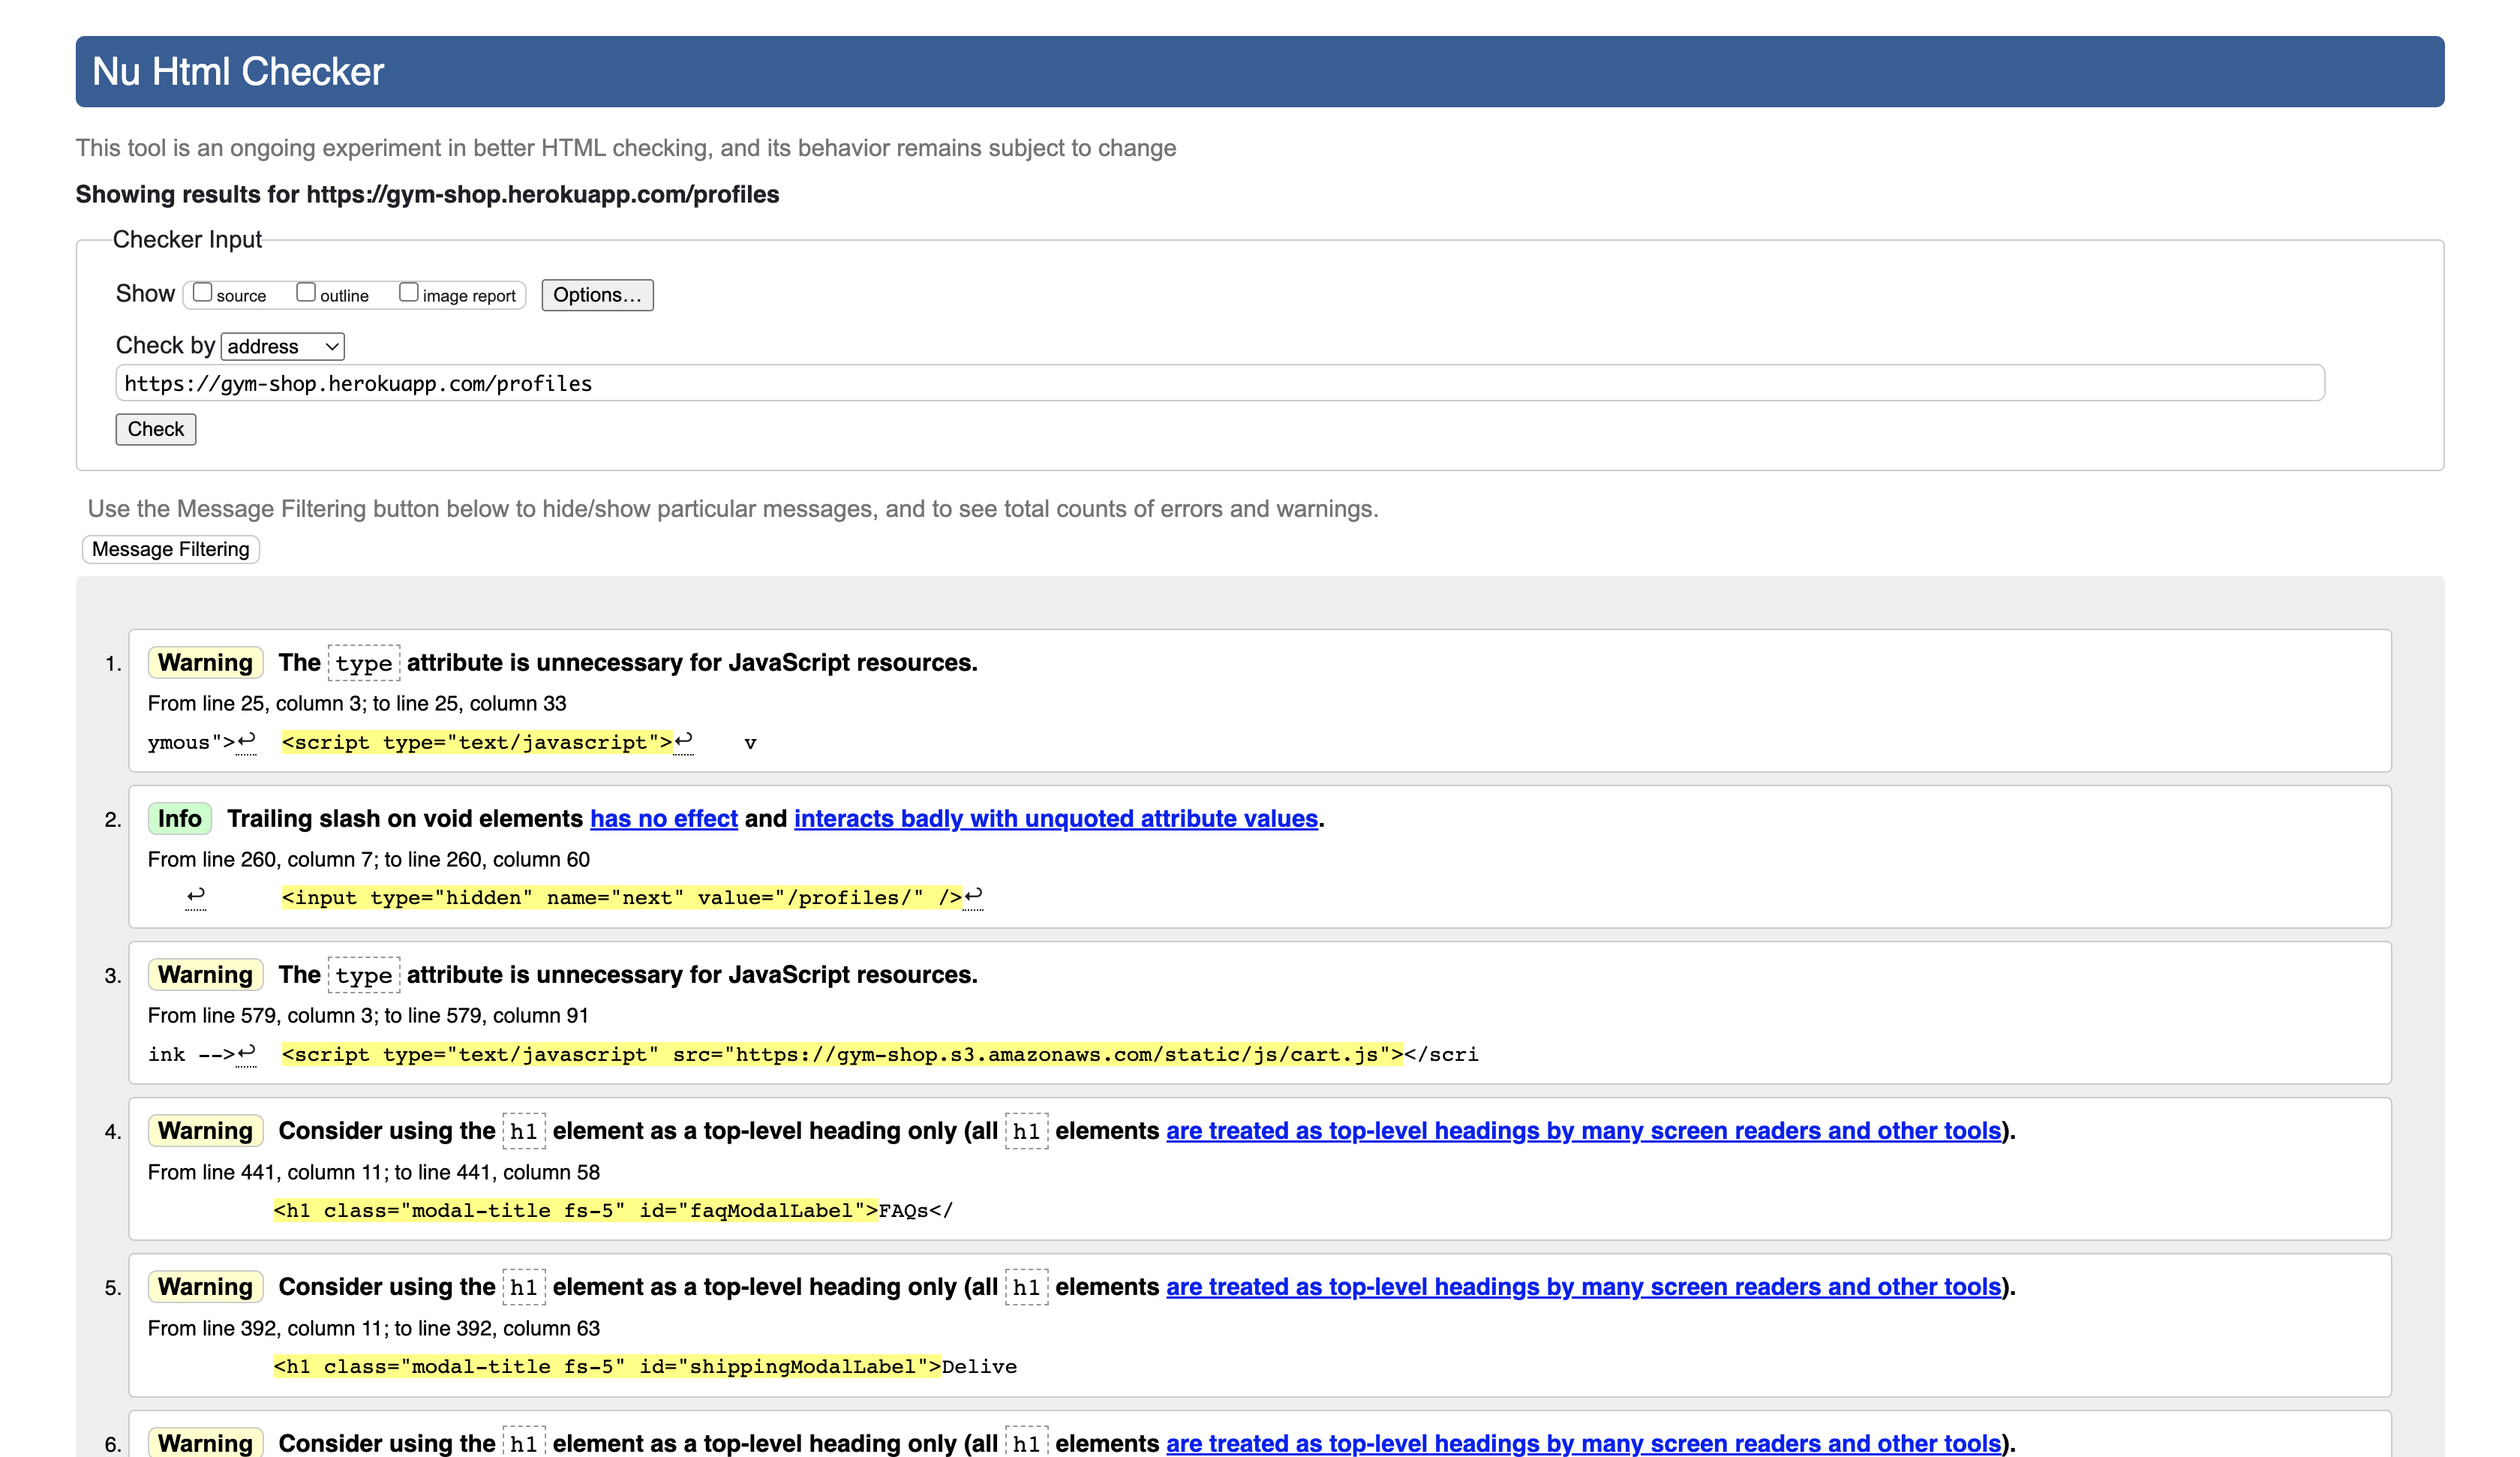 Nu Html Checker
This tool is an ongoing experiment in better HTML checking, and its behavior remains subject to change
Showing results for https://gym-shop.herokuapp.com/profiles
Checker Input
Show source outline image report Options...
Check by address
https://gym-shop.herokuapp.com/profiles
Check
Use the Message Filtering button below to hide/show particular messages, and to see total counts of errors and warnings.
Message Filtering
1. Warning The type attribute is unnecessary for JavaScript resources.
From line 25, column 3; to line 25, column 33
ymous">↩ <script type="text/javascript">↩ v
2. Info Trailing slash on void elements has no effect and interacts badly with unquoted attribute values.
From line 260, column 7; to line 260, column 60
↩ <input type="hidden" name="next" value="/profiles/" />↩
3. Warning The type attribute is unnecessary for JavaScript resources.
From line 579, column 3; to line 579, column 91
ink -->↩ <script type="text/javascript" src="https://gym-shop.s3.amazonaws.com/static/js/cart.js"></scri
4. Warning Consider using the h1 element as a top-level heading only (all h1 elements are treated as top-level headings by many screen readers and other tools).
From line 441, column 11; to line 441, column 58
<h1 class="modal-title fs-5" id="faqModalLabel">FAQs</
5. Warning Consider using the h1 element as a top-level heading only (all h1 elements are treated as top-level headings by many screen readers and other tools).
From line 392, column 11; to line 392, column 63
<h1 class="modal-title fs-5" id="shippingModalLabel">Delive
6. Warning Consider using the h1 element as a top-level heading only (all h1 elements are treated as top-level headings by many screen readers and other tools).